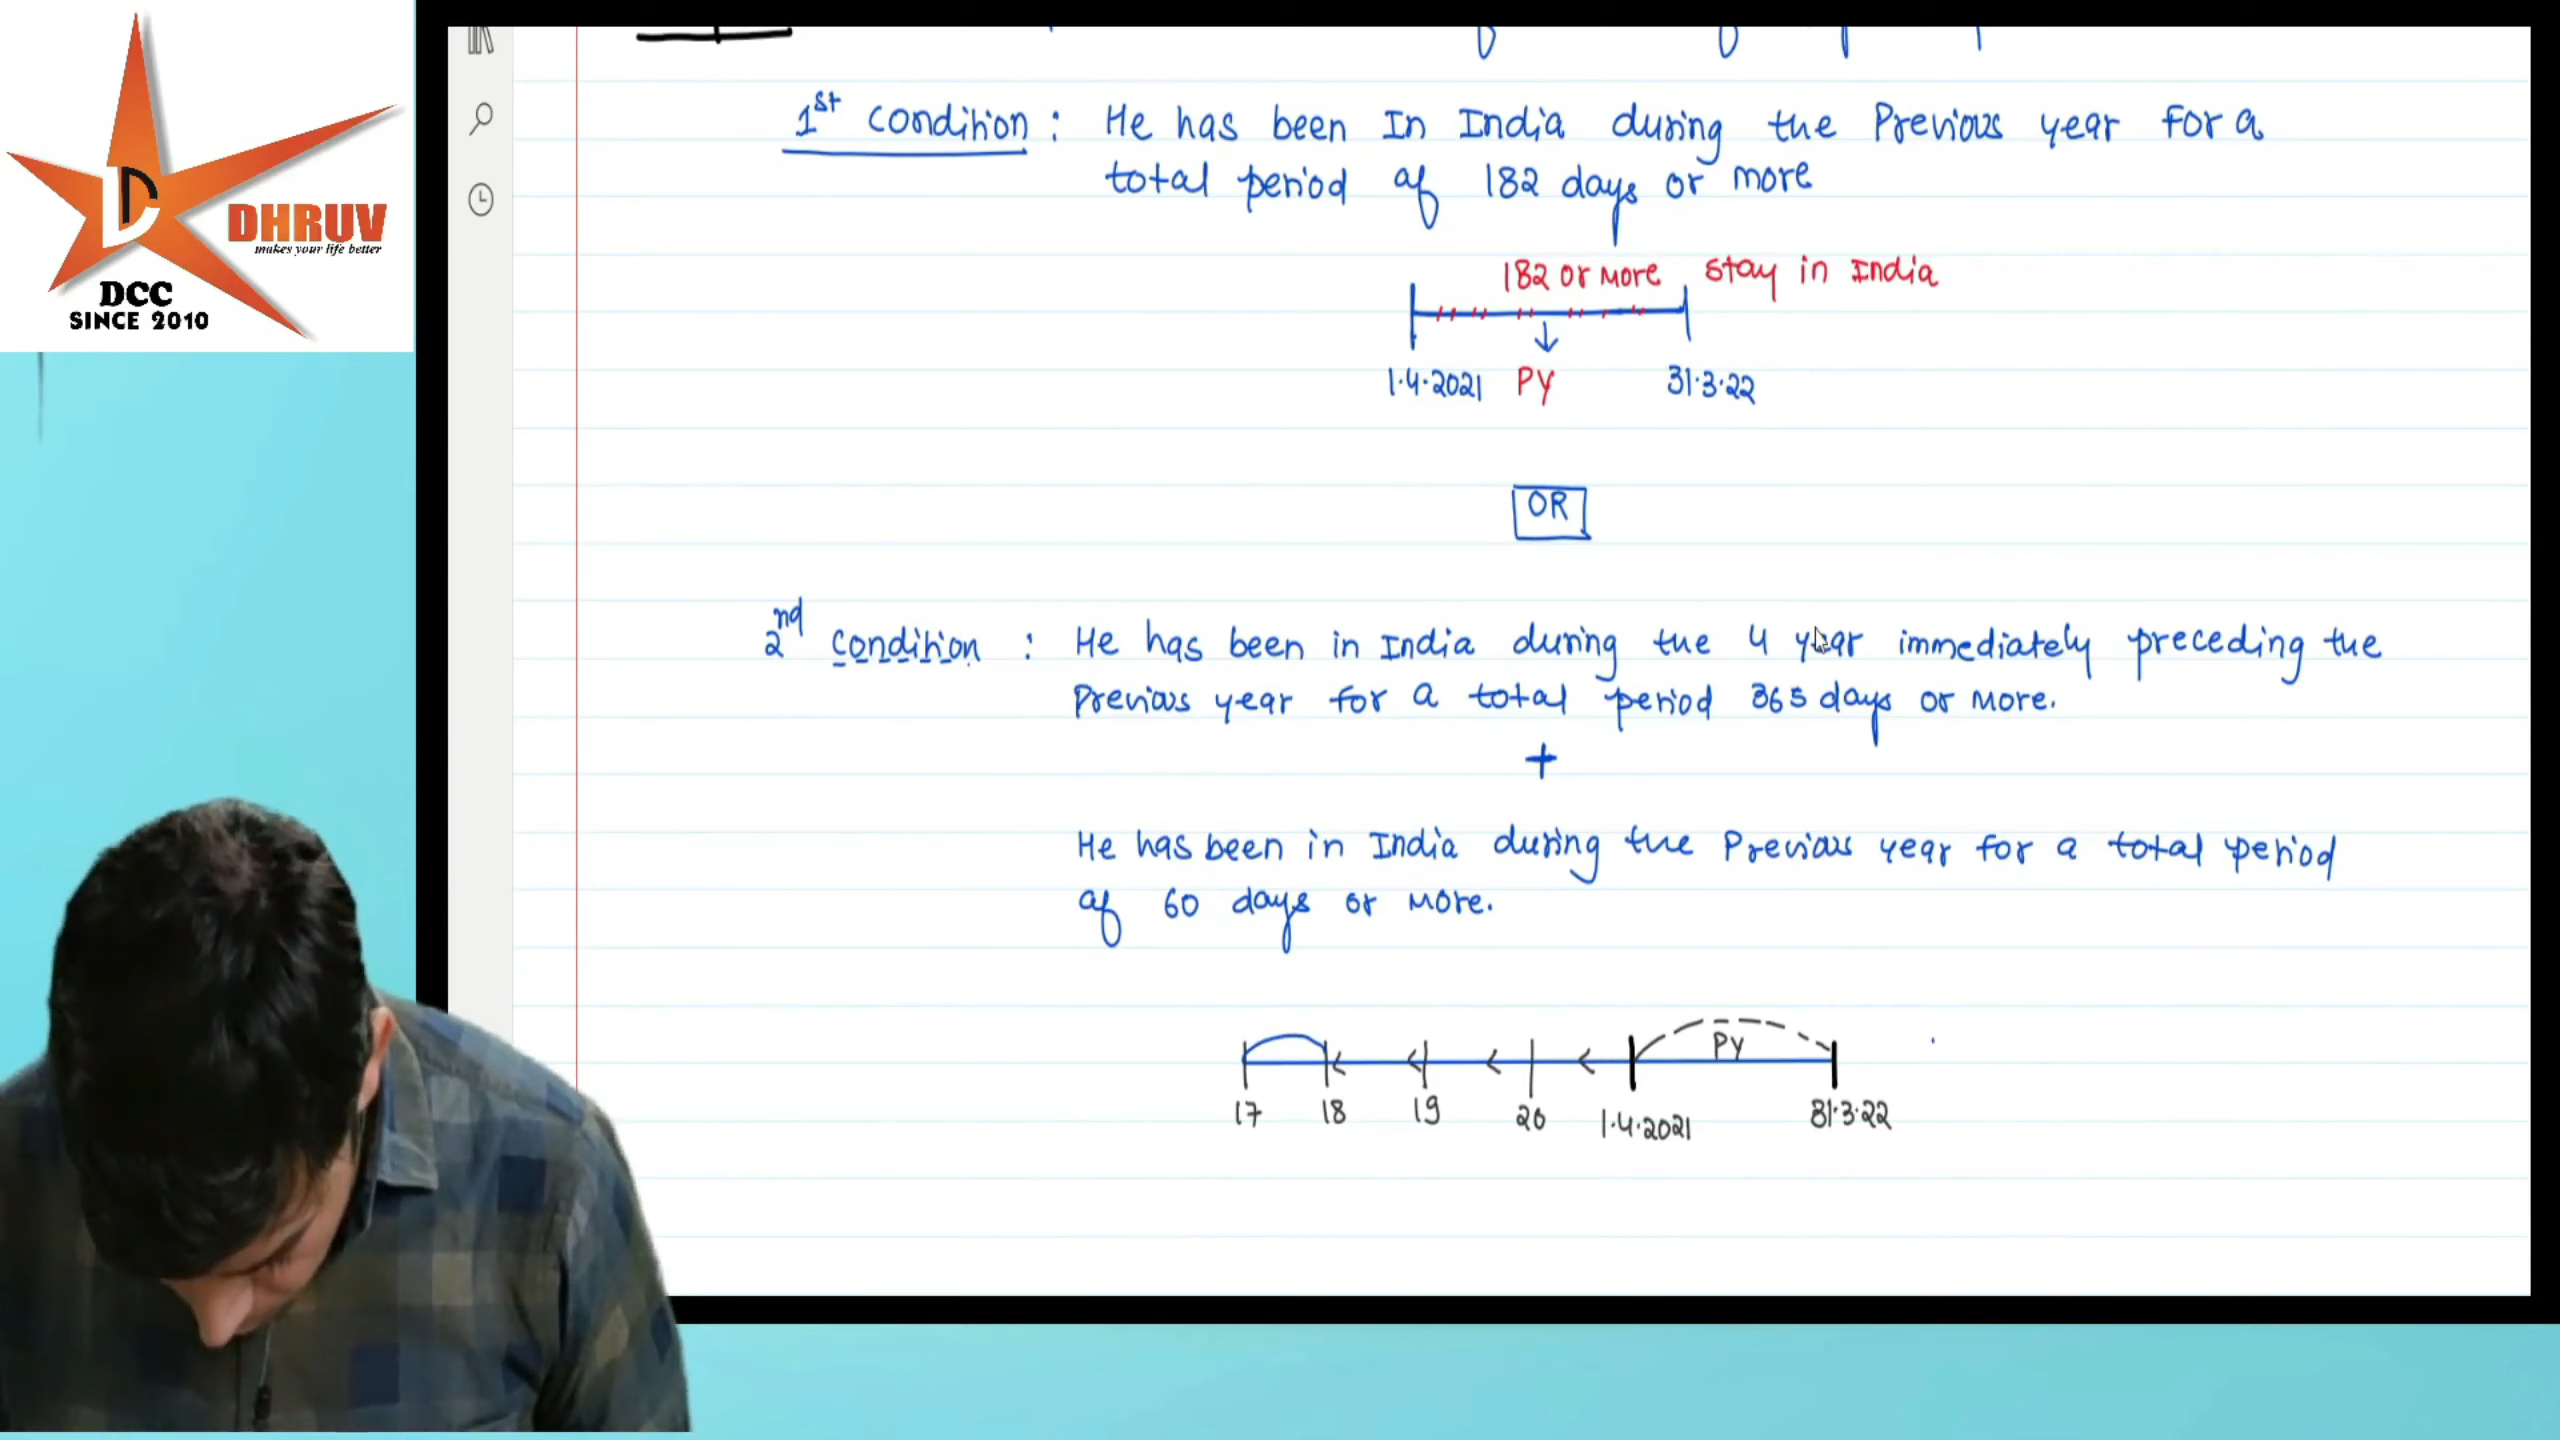 DHRUV
makes your life better
DCC
SINCE 2010
1st condition : He has been In India during the Previous year for a
total period of 182 days or more
182 or more stay in India
1.4.2021 PY 31.3.22
OR
2nd condition : He has been in India during the 4 year immediately preceding the
Previous year for a total period 365 days or more.
+
He has been in India during the Previous year for a total period
of 60 days or more.
PY
17 18 19 20 1.4.2021 31.3.22